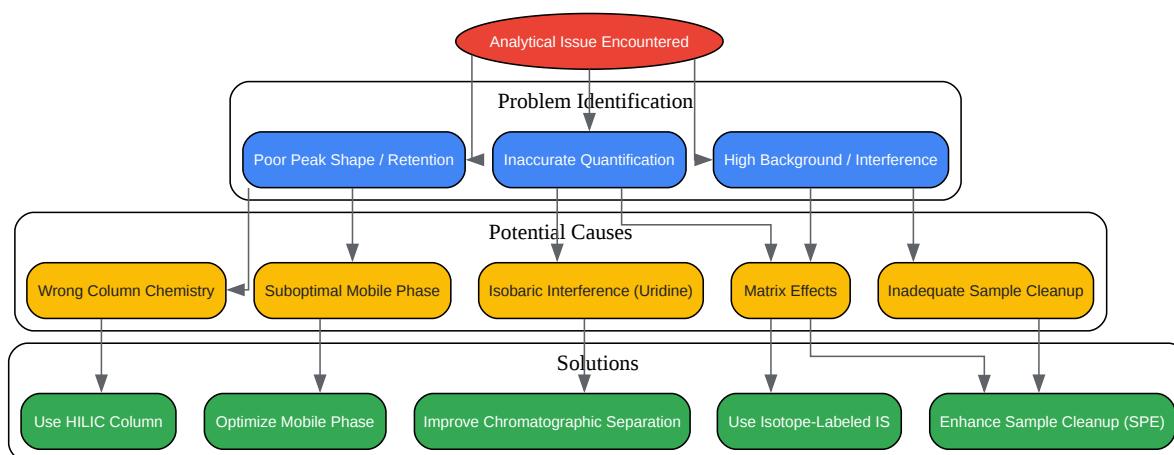 Analytical Issue Encountered
Problem Identification
Poor Peak Shape / Retention
Inaccurate Quantification
High Background / Interference
Potential Causes
Wrong Column Chemistry
Suboptimal Mobile Phase
Isobaric Interference (Uridine)
Matrix Effects
Inadequate Sample Cleanup
Solutions
Use HILIC Column
Optimize Mobile Phase
Improve Chromatographic Separation
Use Isotope-Labeled IS
Enhance Sample Cleanup (SPE)